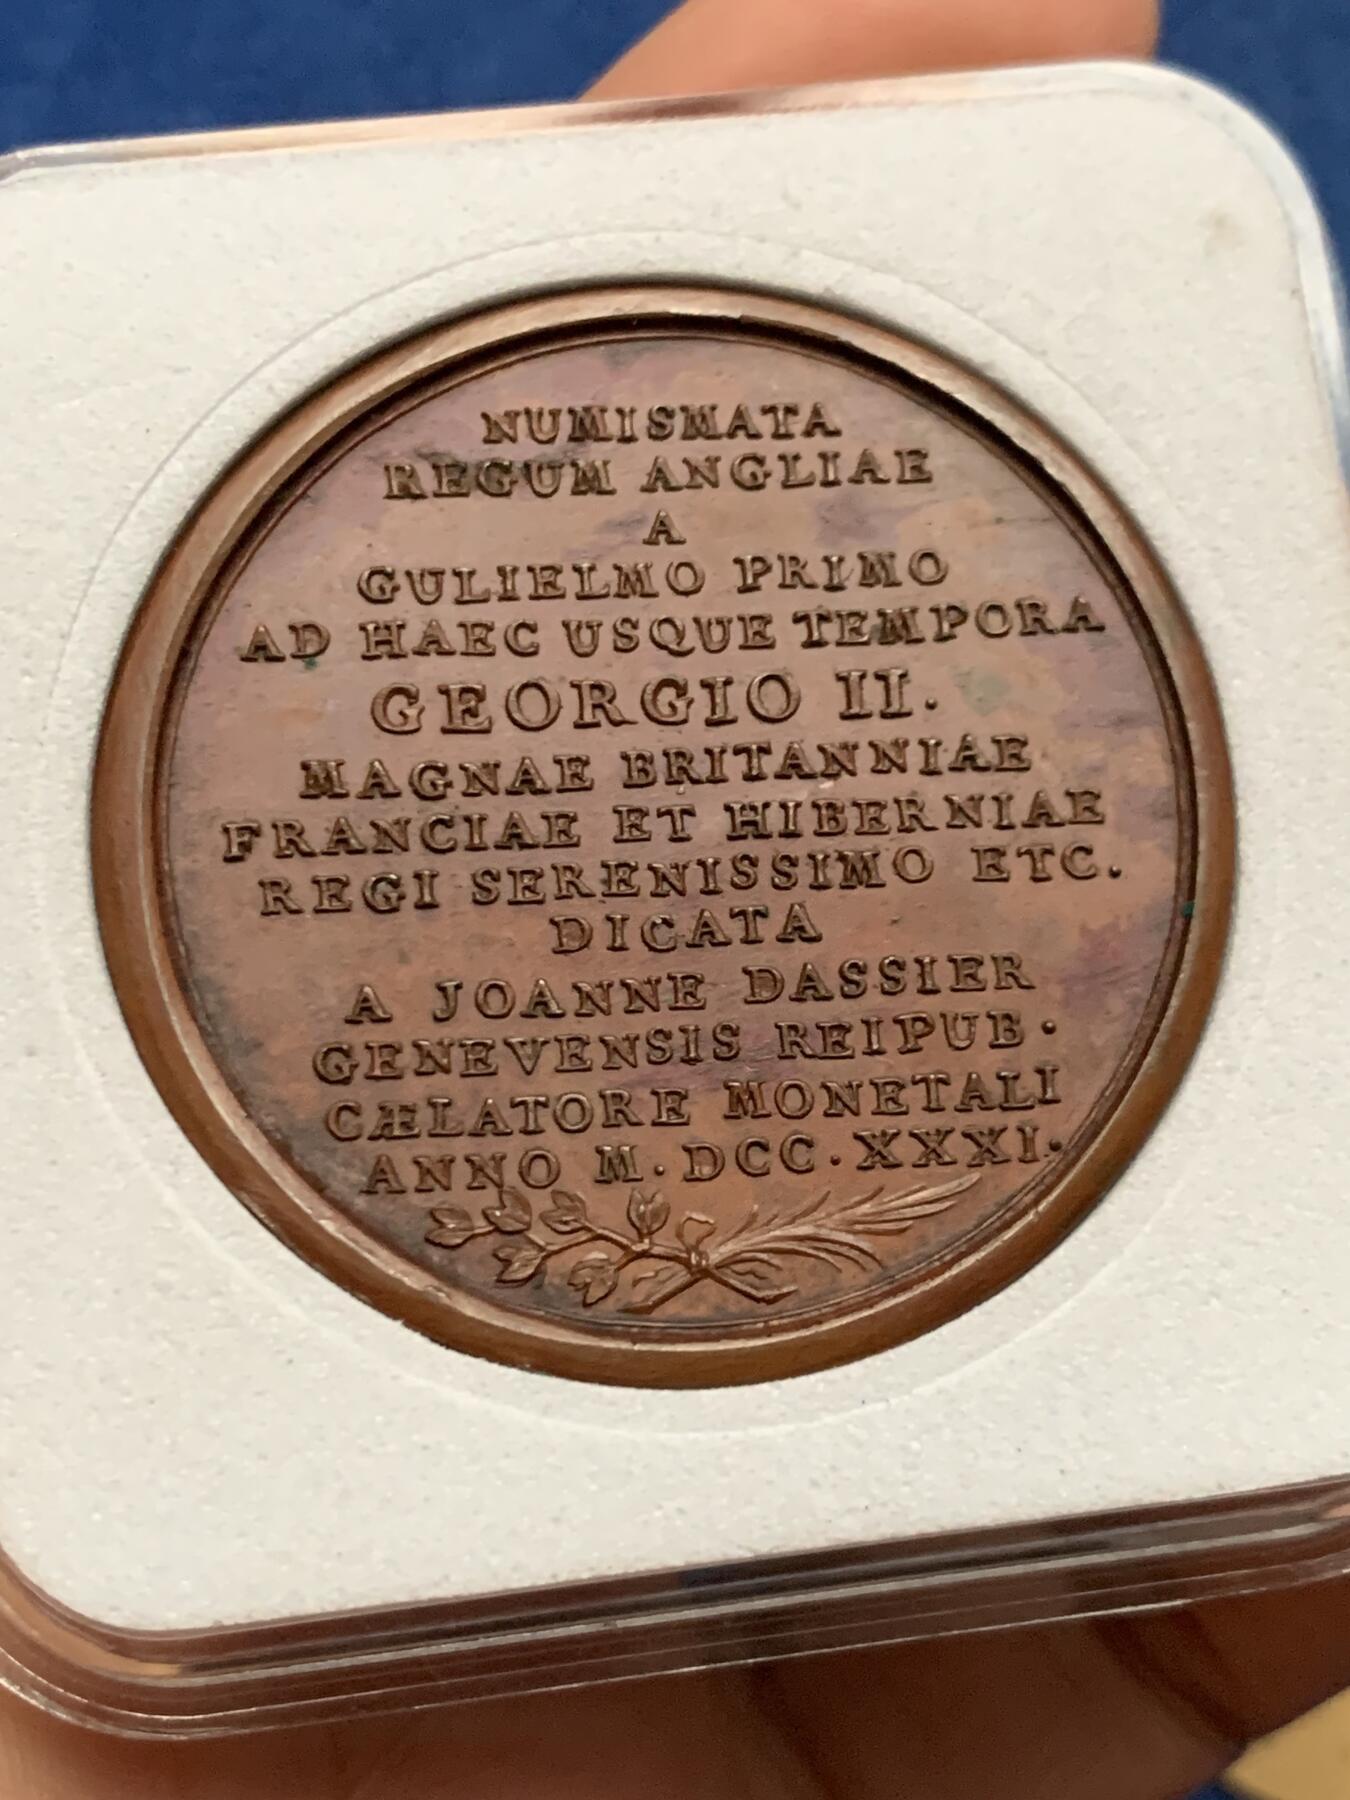 NUMISMATA
REGUM ANGLIAE
A
GULIELMO PRIMO
AD HAEC USQUE TEMPORA
GEORGIO II.
MAGNAE BRITANNIAE
FRANCIAE ET HIBERNIAE
REGI SERENISSIMO ETC.
DICATA
A JOANNE DASSIER
GENEVENSIS REIPUB.
CÆLATORE MONETALI
ANNO M.DCC.XXXI.